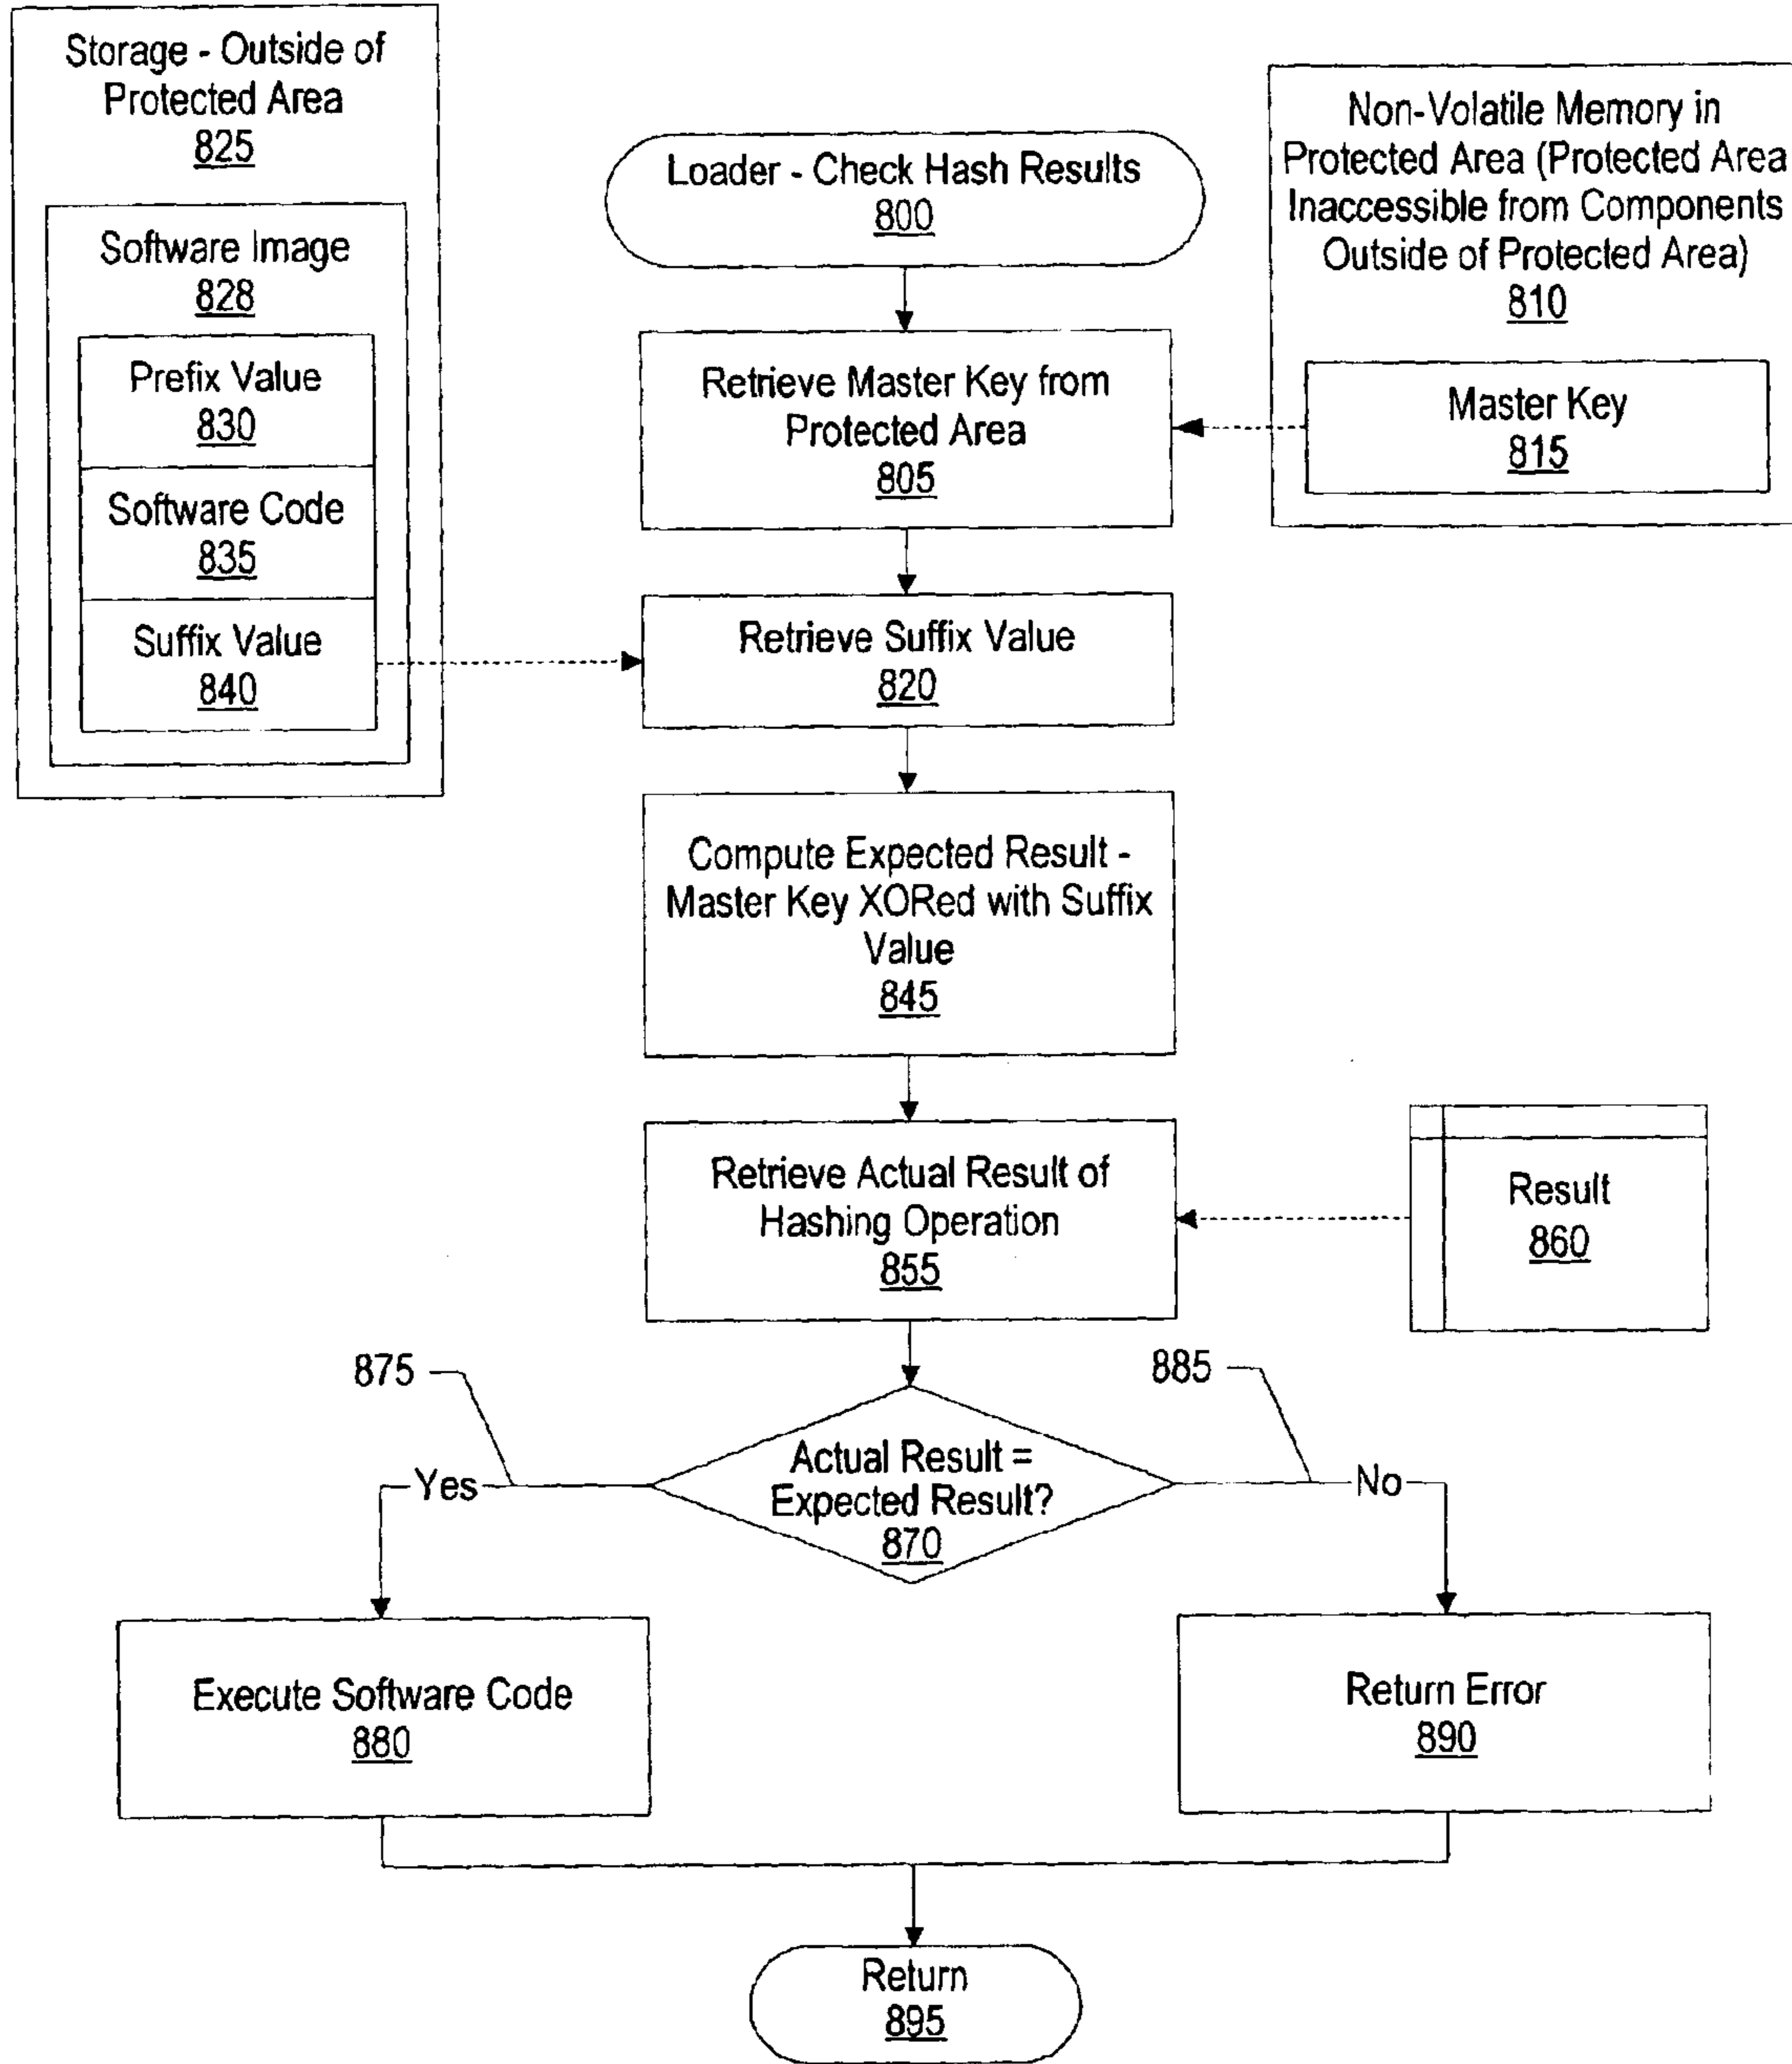 Storage - Outside of
Protected Area
825
Software Image
828
Prefix Value
830
Software Code
835
Suffix Value
840
Loader - Check Hash Results
800
Non-Volatile Memory in
Protected Area (Protected Area
Inaccessible from Components
Outside of Protected Area)
810
Master Key
815
Retrieve Master Key from
Protected Area
805
Retrieve Suffix Value
820
Compute Expected Result -
Master Key XORed with Suffix
Value
845
Retrieve Actual Result of
Hashing Operation
855
Result
860
875
885
Actual Result =
Expected Result?
870
Yes
No
Execute Software Code
880
Return Error
890
Return
895